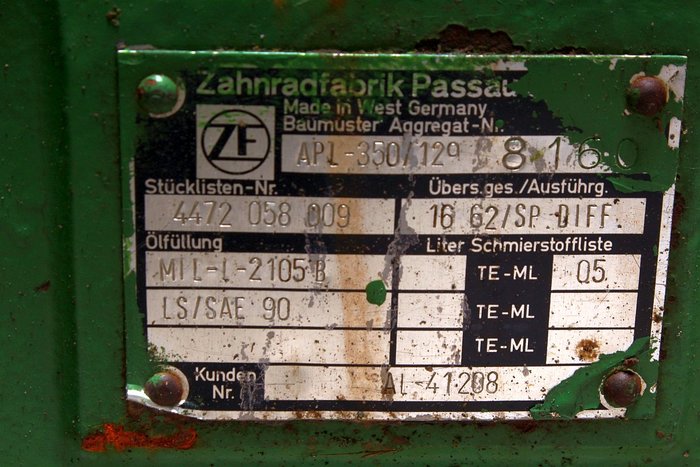 Zahnradfabrik Passau
Made in West Germany
Baumuster Aggregat-Nr.
ZF
APL-350/129 8160
Stücklisten-Nr. Übers.ges./Ausführg.
4472 058 009 16 62/SP.DIFF.
Ölfüllung Liter Schmierstoffliste
MIL-L-2105 B TE-ML 05
LS/SAE 90 TE-ML
TE-ML
Kunden Nr. AL-41208